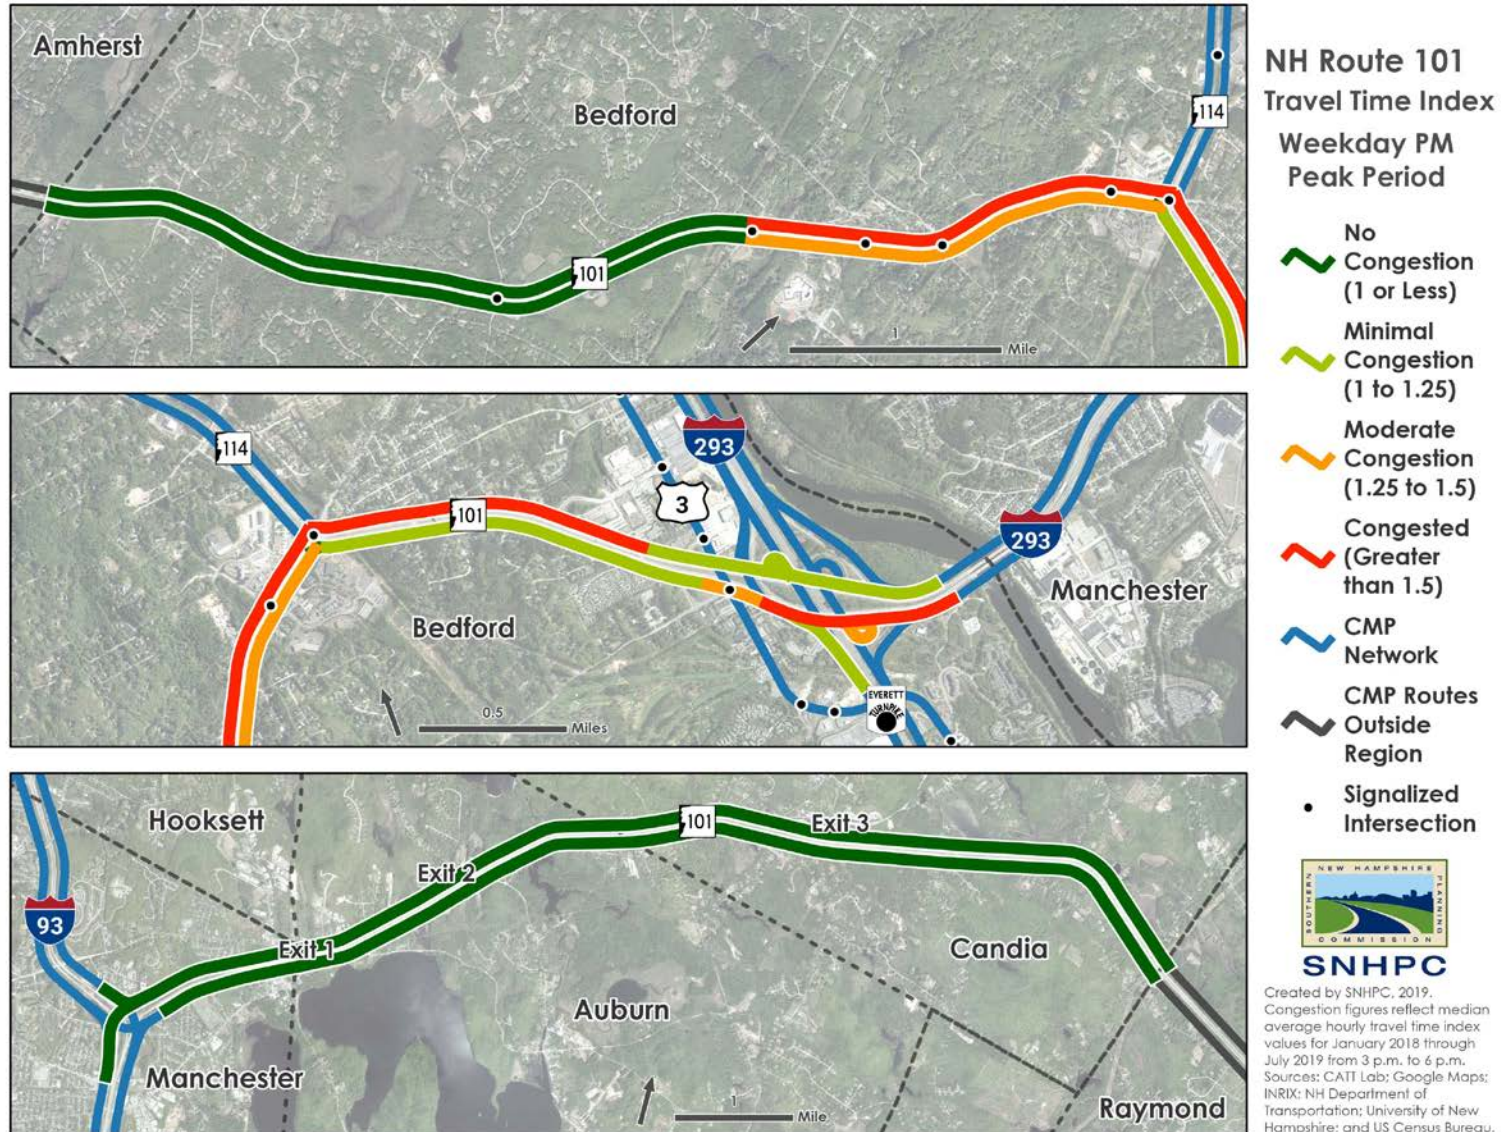 Amherst
Bedford
114
101
1
Mile
114
293
3
101
293
Manchester
Bedford
0.5
Miles
EVERETT
TURNPIKE
Hooksett
101
Exit 3
Exit 2
93
Exit 1
Candia
Auburn
Manchester
1
Mile
Raymond
NH Route 101
Travel Time Index
Weekday PM
Peak Period
No
Congestion
(1 or Less)
Minimal
Congestion
(1 to 1.25)
Moderate
Congestion
(1.25 to 1.5)
Congested
(Greater
than 1.5)
CMP
Network
CMP Routes
Outside
Region
Signalized
Intersection
SOUTHERN NEW HAMPSHIRE PLANNING COMMISSION
SNHPC
Created by SNHPC, 2019.
Congestion figures reflect median
average hourly travel time index
values for January 2018 through
July 2019 from 3 p.m. to 6 p.m.
Sources: CATT Lab; Google Maps;
INRIX; NH Department of
Transportation; University of New
Hampshire; and US Census Bureau.